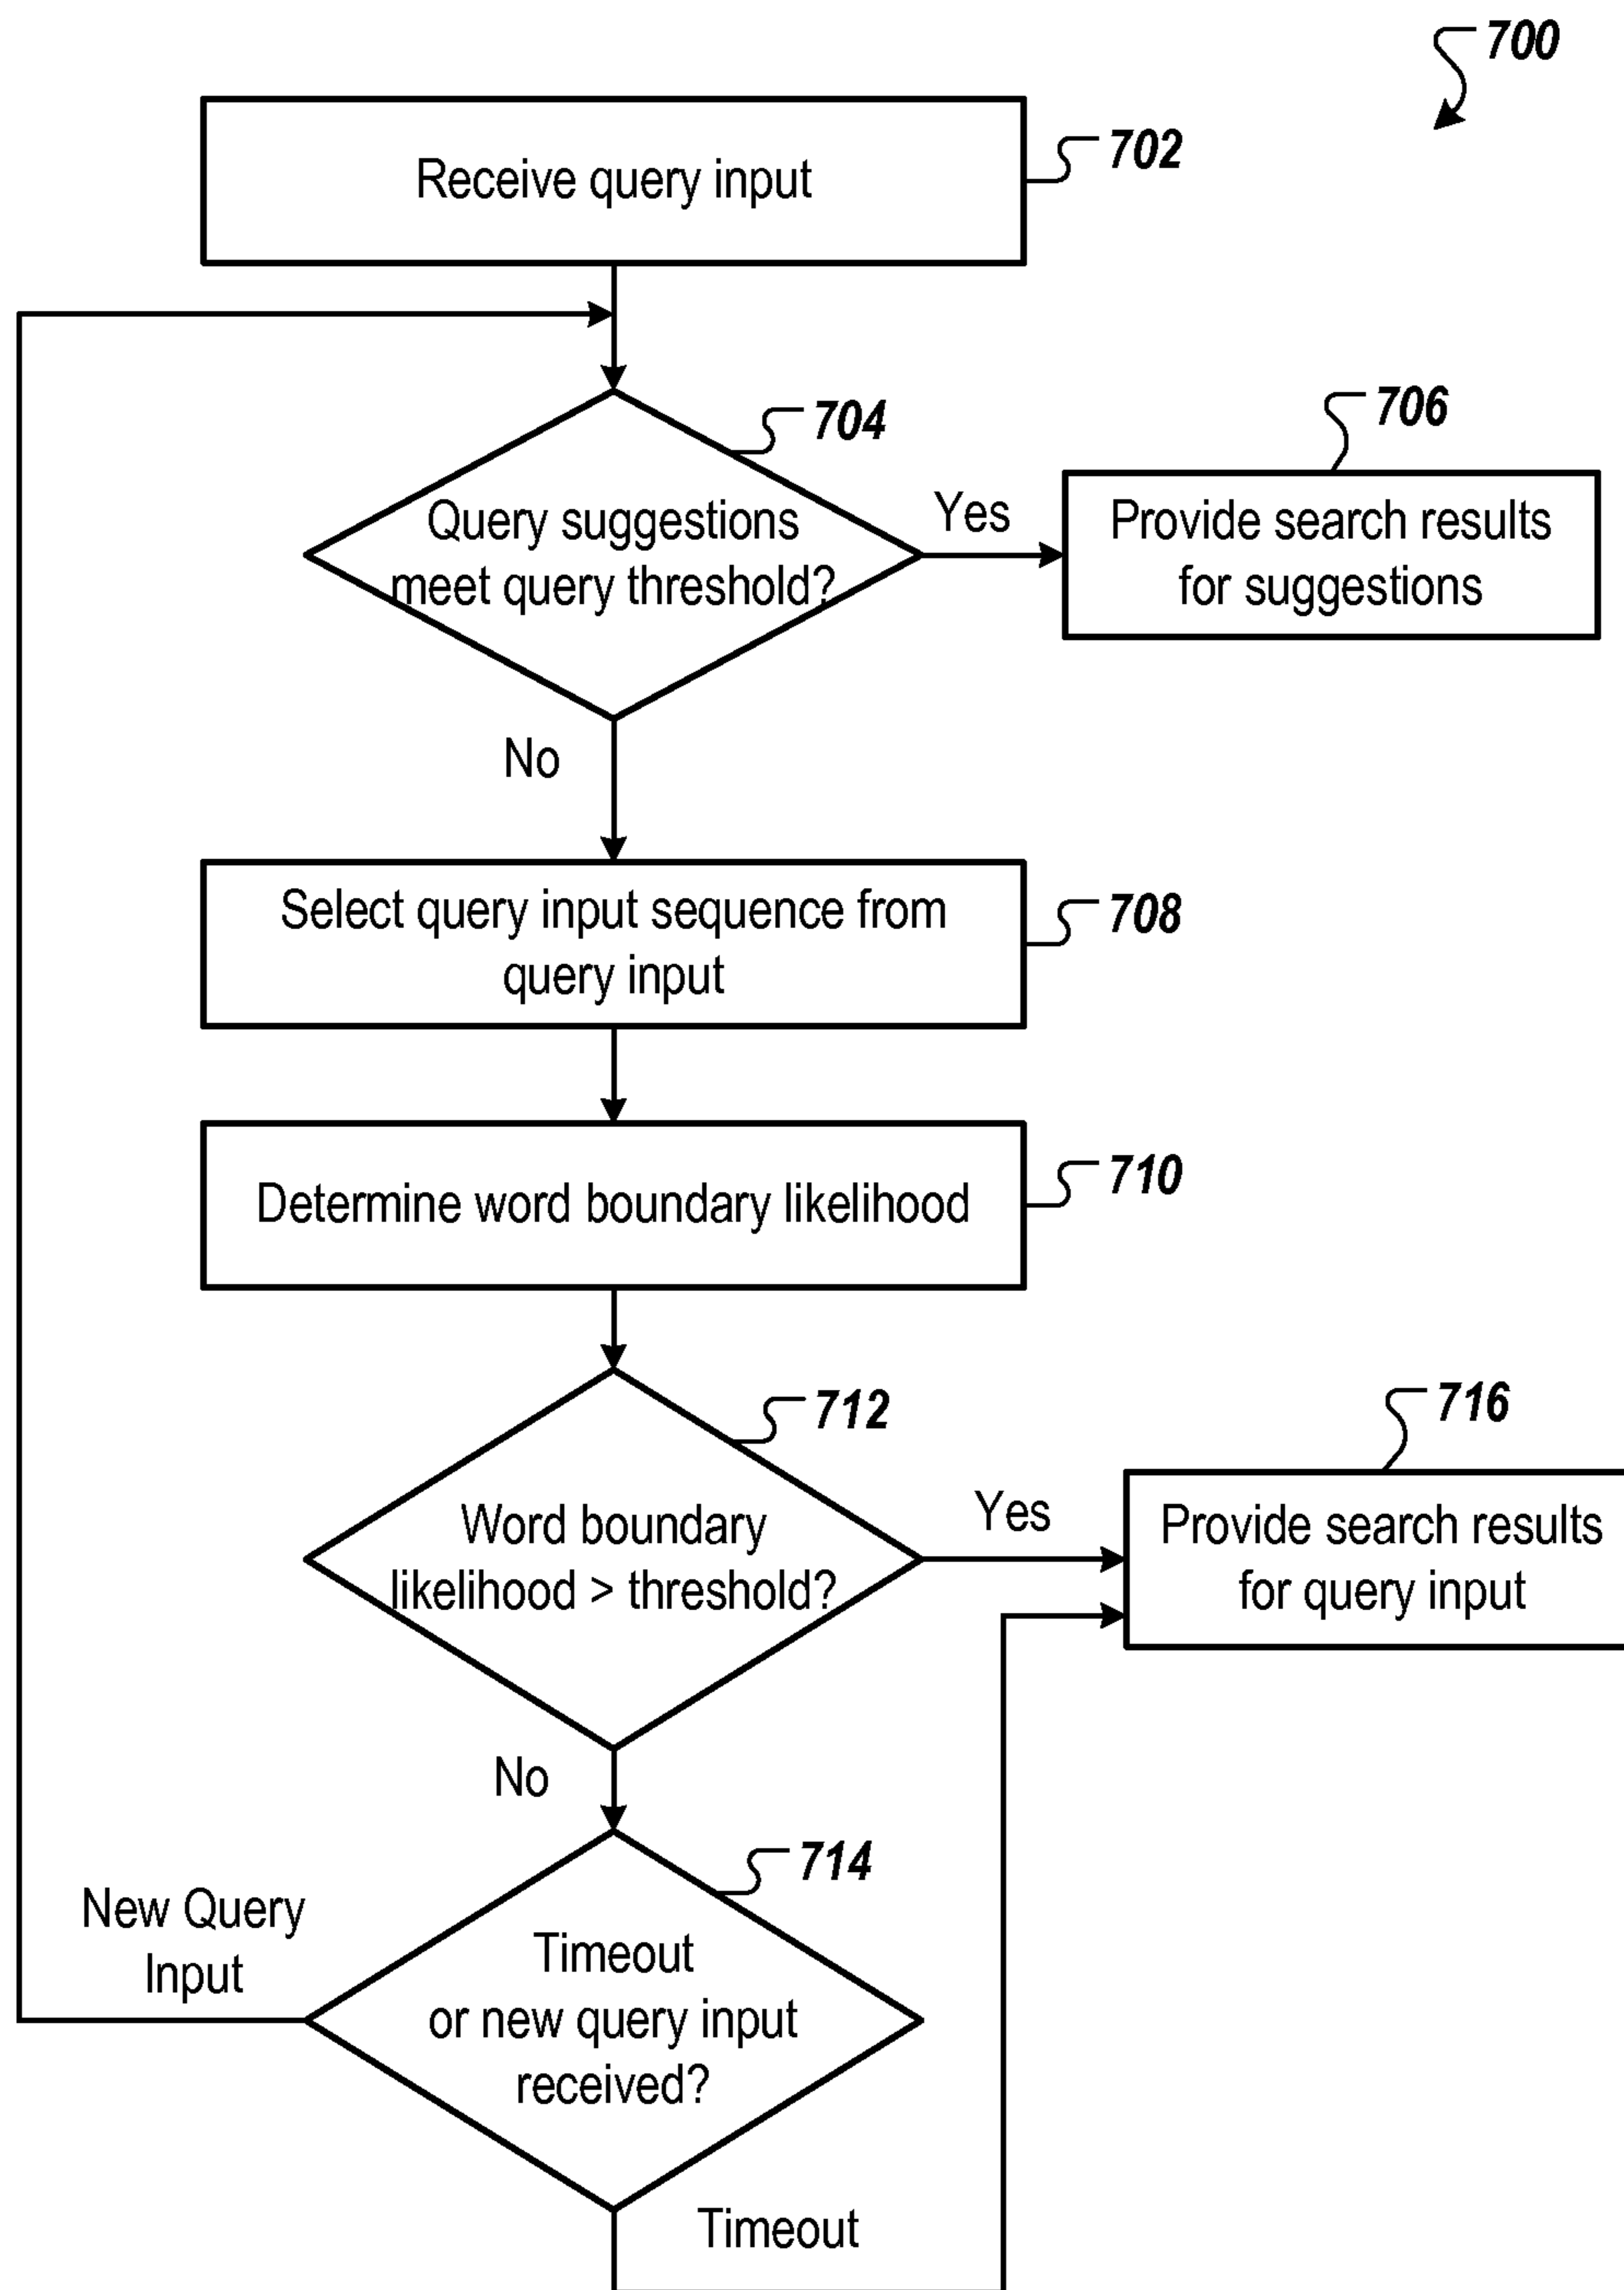 700
Receive query input
702
704
Query suggestions
meet query threshold?
Yes
706
Provide search results
for suggestions
No
Select query input sequence from
query input
708
Determine word boundary likelihood
710
712
Word boundary
likelihood > threshold?
Yes
716
Provide search results
for query input
No
714
New Query
Input
Timeout
or new query input
received?
Timeout